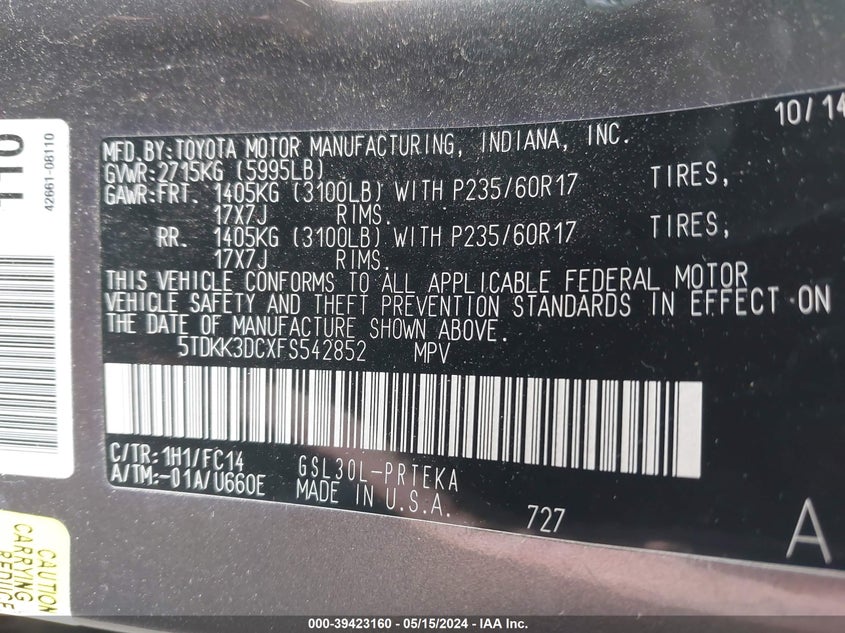 10/14
MFD.BY:TOYOTA MOTOR MANUFACTURING, INDIANA, INC.
GVWR:2715KG (5995LB)
GAWR:FRT. 1405KG (3100LB) WITH P235/60R17 TIRES,
17X7J RIMS.
RR. 1405KG (3100LB) WITH P235/60R17 TIRES,
17X7J RIMS.
THIS VEHICLE CONFORMS TO ALL APPLICABLE FEDERAL MOTOR
VEHICLE SAFETY AND THEFT PREVENTION STANDARDS IN EFFECT ON
THE DATE OF MANUFACTURE SHOWN ABOVE.
5TDKK3DCXFS542852 MPV
C/TR:1H1/FC14 GSL30L-PRTEKA
A/TM:-01A/U660E MADE IN U.S.A.
727
A
42661-08110
CAUTION
CARRYING
REDUCE
000-39423160 - 05/15/2024 - IAA Inc.